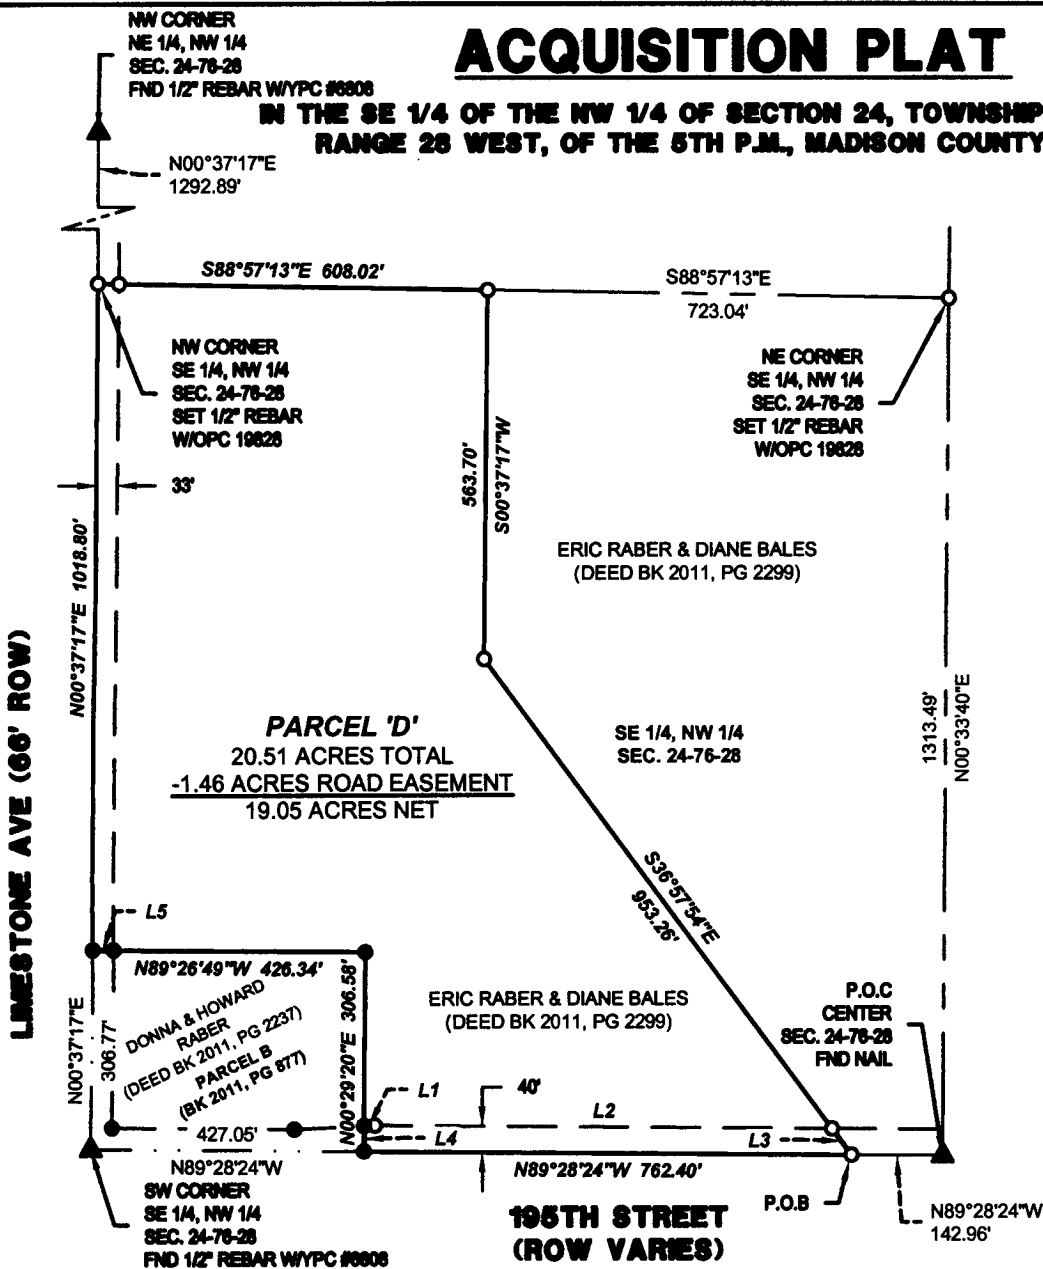 NW CORNER
NE 1/4, NW 1/4
SEC. 24-76-28
FND 1/2" REBAR W/YPC #6808
ACQUISITION PLAT
IN THE SE 1/4 OF THE NW 1/4 OF SECTION 24, TOWNSHIP
RANGE 28 WEST, OF THE 5TH P.M., MADISON COUNTY
N00°37'17"E
1292.89'
S88°57'13"E 608.02'
S88°57'13"E
723.04'
NW CORNER
SE 1/4, NW 1/4
SEC. 24-76-28
SET 1/2" REBAR
W/OPC 19828
NE CORNER
SE 1/4, NW 1/4
SEC. 24-76-28
SET 1/2" REBAR
W/OPC 19828
33'
563.70'
S00°37'17"W
N00°37'17"E 1018.80'
ERIC RABER & DIANE BALES
(DEED BK 2011, PG 2299)
LIMESTONE AVE (66' ROW)
PARCEL 'D'
20.51 ACRES TOTAL
-1.46 ACRES ROAD EASEMENT
19.05 ACRES NET
SE 1/4, NW 1/4
SEC. 24-76-28
1313.49'
N00°33'40"E
S36°57'54"E
953.26'
L5
N89°26'49"W 426.34'
N00°37'17"E
306.77'
DONNA & HOWARD
RABER
(DEED BK 2011, PG 2237)
PARCEL B
(BK 2011, PG 877)
N00°29'20"E 306.58'
ERIC RABER & DIANE BALES
(DEED BK 2011, PG 2299)
P.O.C
CENTER
SEC. 24-76-28
FND NAIL
L1
40'
L2
427.05'
L4
L3
N89°28'24"W
N89°28'24"W 762.40'
SW CORNER
SE 1/4, NW 1/4
SEC. 24-76-28
FND 1/2" REBAR W/YPC #6808
195TH STREET
(ROW VARIES)
P.O.B
N89°28'24"W
142.96'